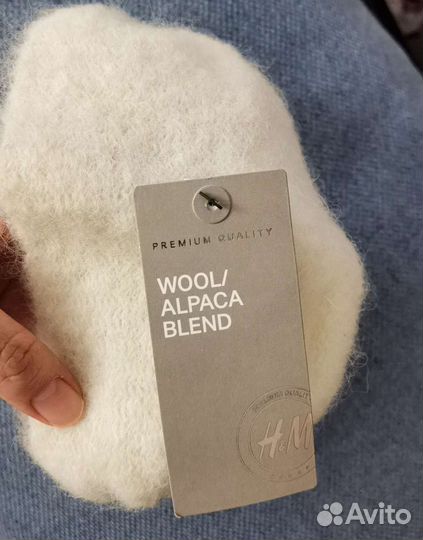 PREMIUM QUALITY
WOOL/
ALPACA
BLEND
H&M
Avito